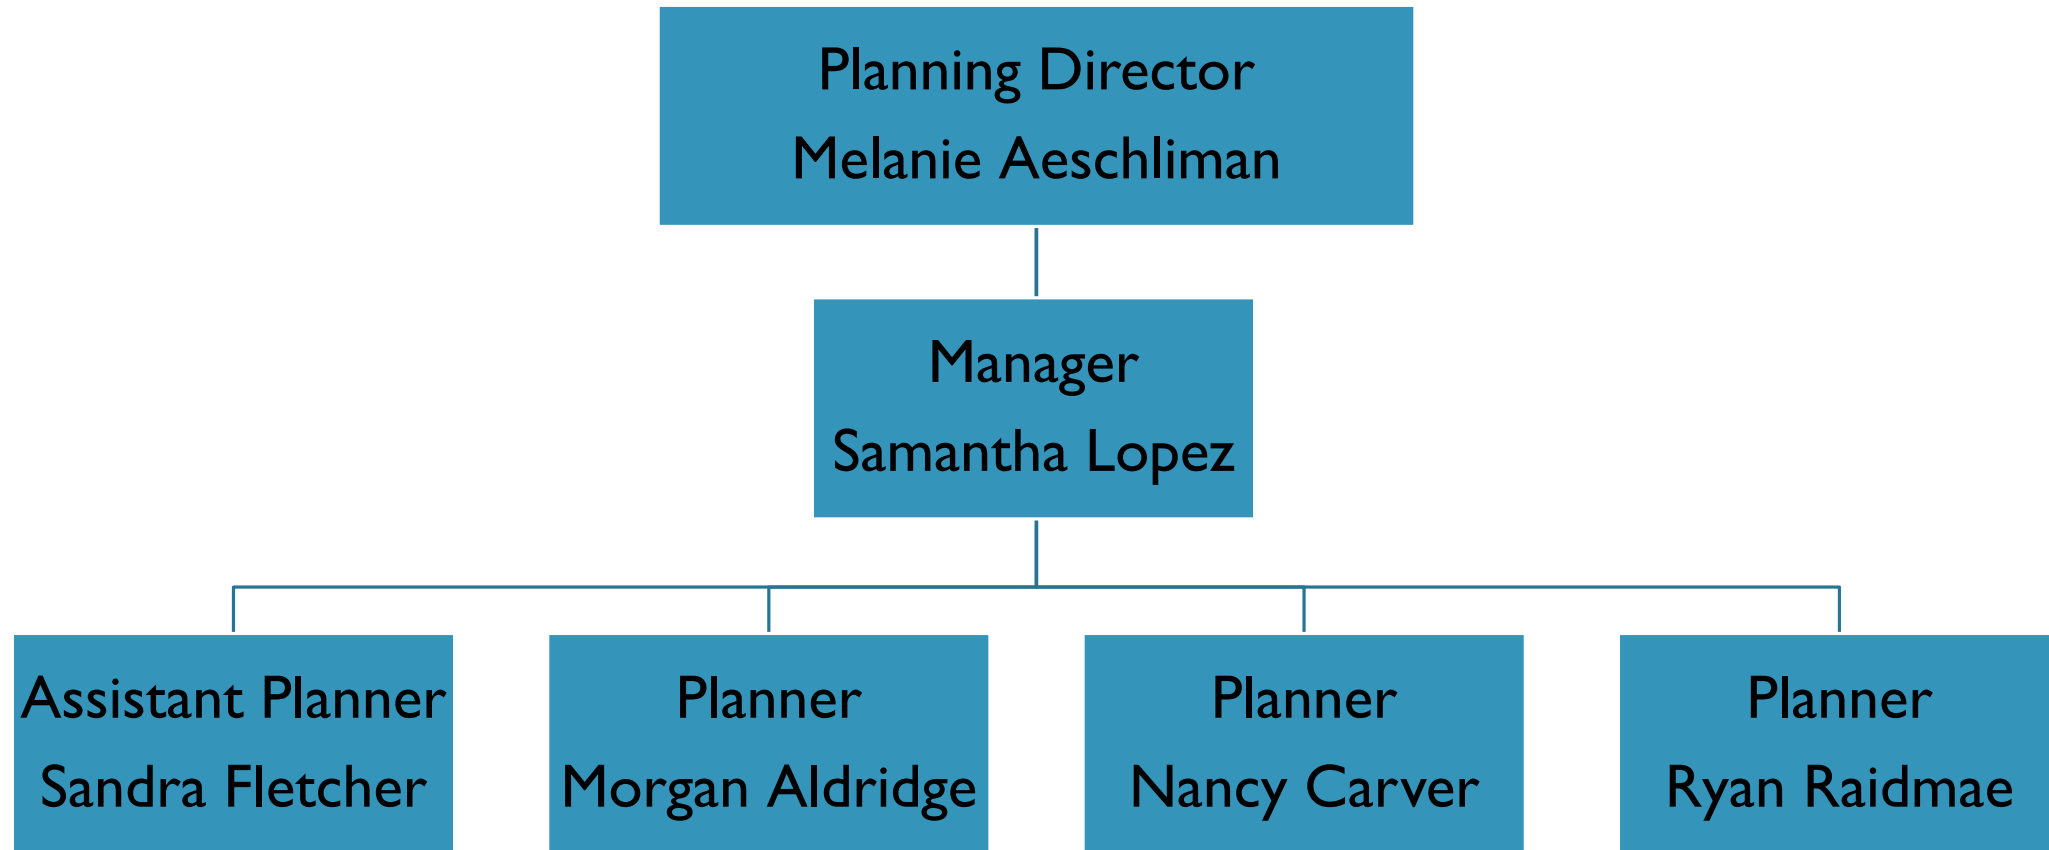 Planning Director
Melanie Aeschliman
Manager
Samantha Lopez
Assistant Planner
Sandra Fletcher
Planner
Morgan Aldridge
Planner
Nancy Carver
Planner
Ryan Raidmae